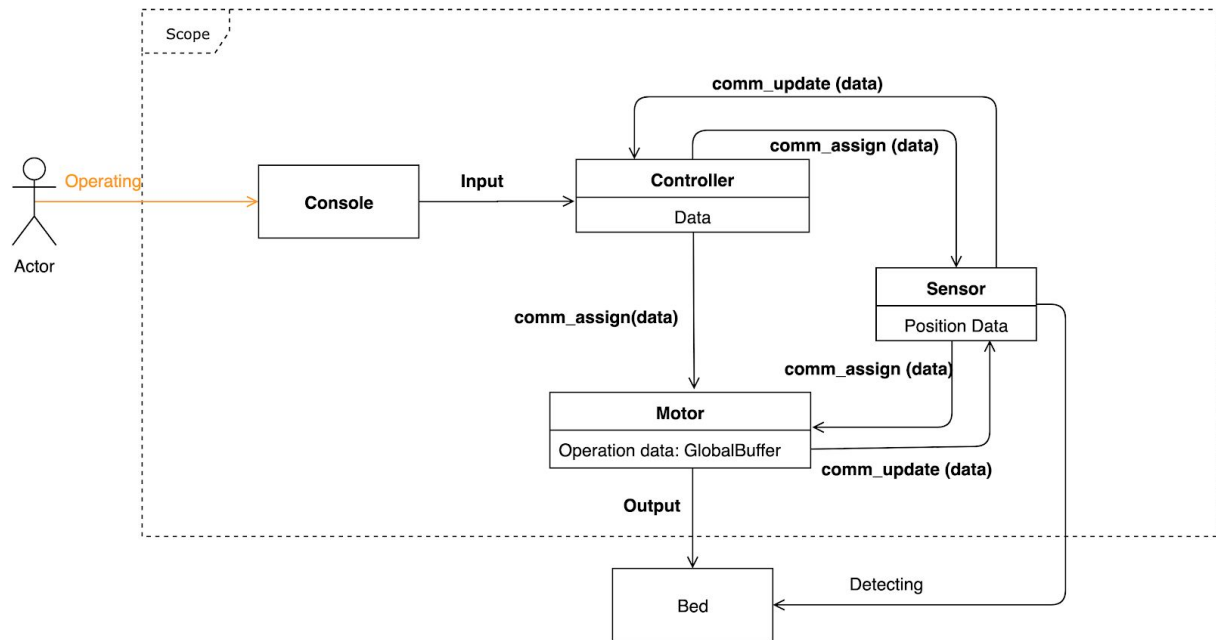 Scope
comm_update (data)
comm_assign (data)
Operating
Input
Controller
Console
Data
Actor
Sensor
comm_assign(data)
Position Data
comm_assign (data)
Motor
Operation data: GlobalBuffer
comm_update (data)
Output
Detecting
Bed